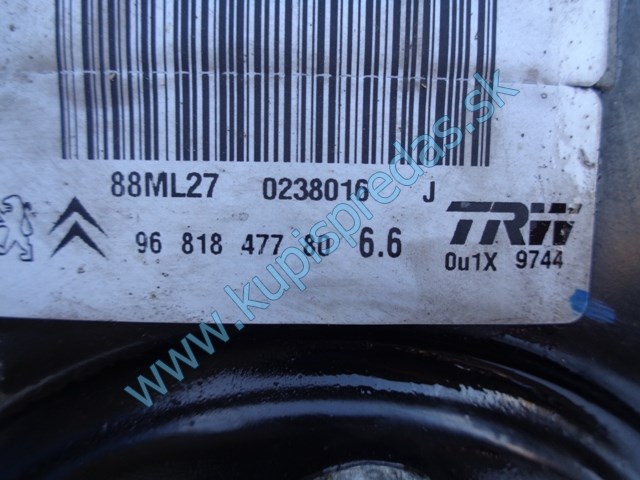 88ML27 0238016 J
96 818 477 80 6.6
TRW
0u1X 9744
www.kupispredas.sk